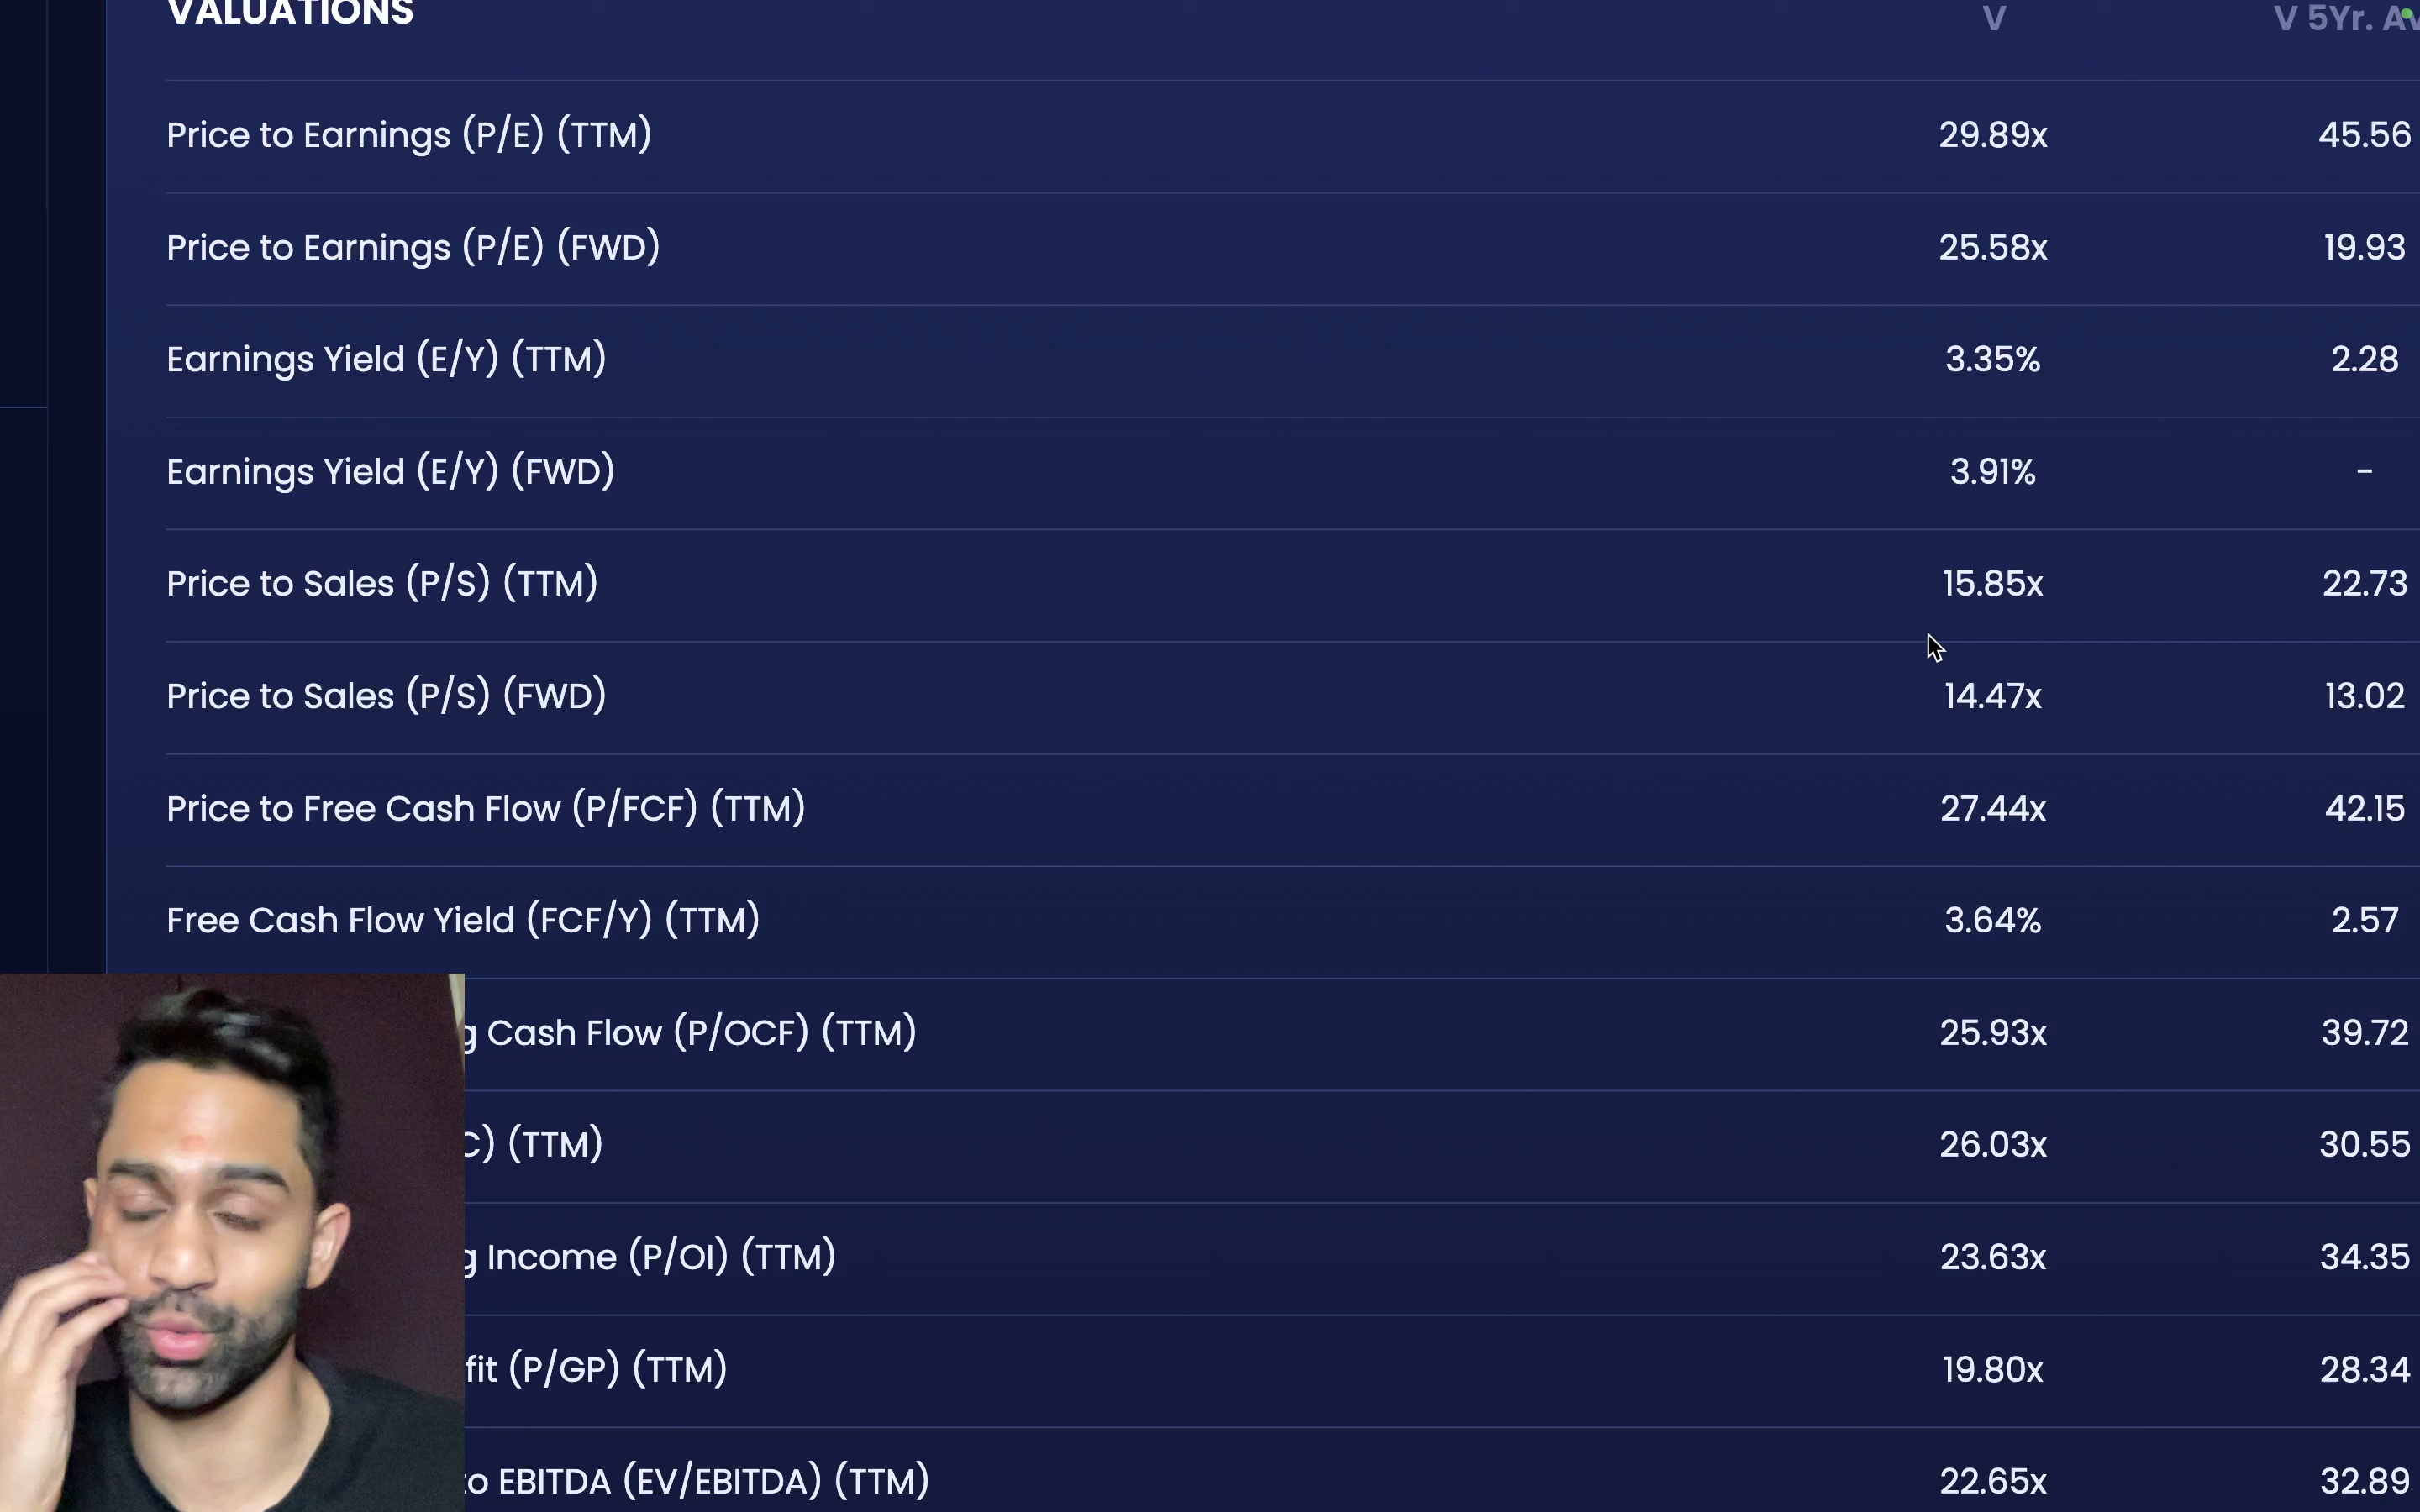 VALUATIONS V V 5Yr. Av
Price to Earnings (P/E) (TTM) 29.89x 45.56
Price to Earnings (P/E) (FWD) 25.58x 19.93
Earnings Yield (E/Y) (TTM) 3.35% 2.28
Earnings Yield (E/Y) (FWD) 3.91% -
Price to Sales (P/S) (TTM) 15.85x 22.73
Price to Sales (P/S) (FWD) 14.47x 13.02
Price to Free Cash Flow (P/FCF) (TTM) 27.44x 42.15
Free Cash Flow Yield (FCF/Y) (TTM) 3.64% 2.57
g Cash Flow (P/OCF) (TTM) 25.93x 39.72
C) (TTM) 26.03x 30.55
g Income (P/OI) (TTM) 23.63x 34.35
fit (P/GP) (TTM) 19.80x 28.34
to EBITDA (EV/EBITDA) (TTM) 22.65x 32.89